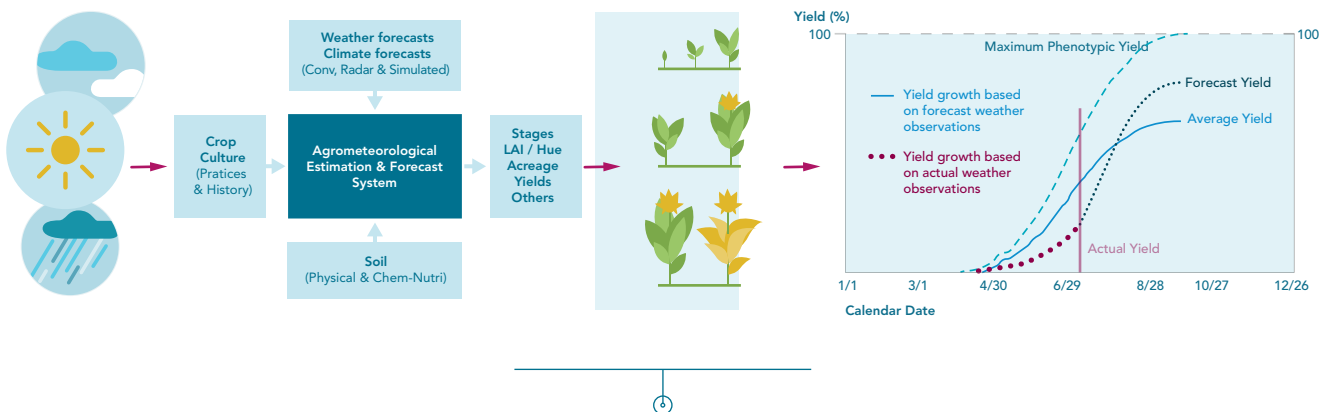 Weather forecasts
Climate forecasts
(Conv, Radar & Simulated)
Crop
Culture
(Pratices
& History)
Agrometeorological
Estimation & Forecast
System
Soil
(Physical & Chem-Nutri)
Stages
LAI / Hue
Acreage
Yields
Others
Yield (%)
100
100
Maximum Phenotypic Yield
Forecast Yield
Average Yield
Yield growth based
on forecast weather
observations
Yield growth based
on actual weather
observations
Actual Yield
1/1 3/1 4/30 6/29 8/28 10/27 12/26
Calendar Date